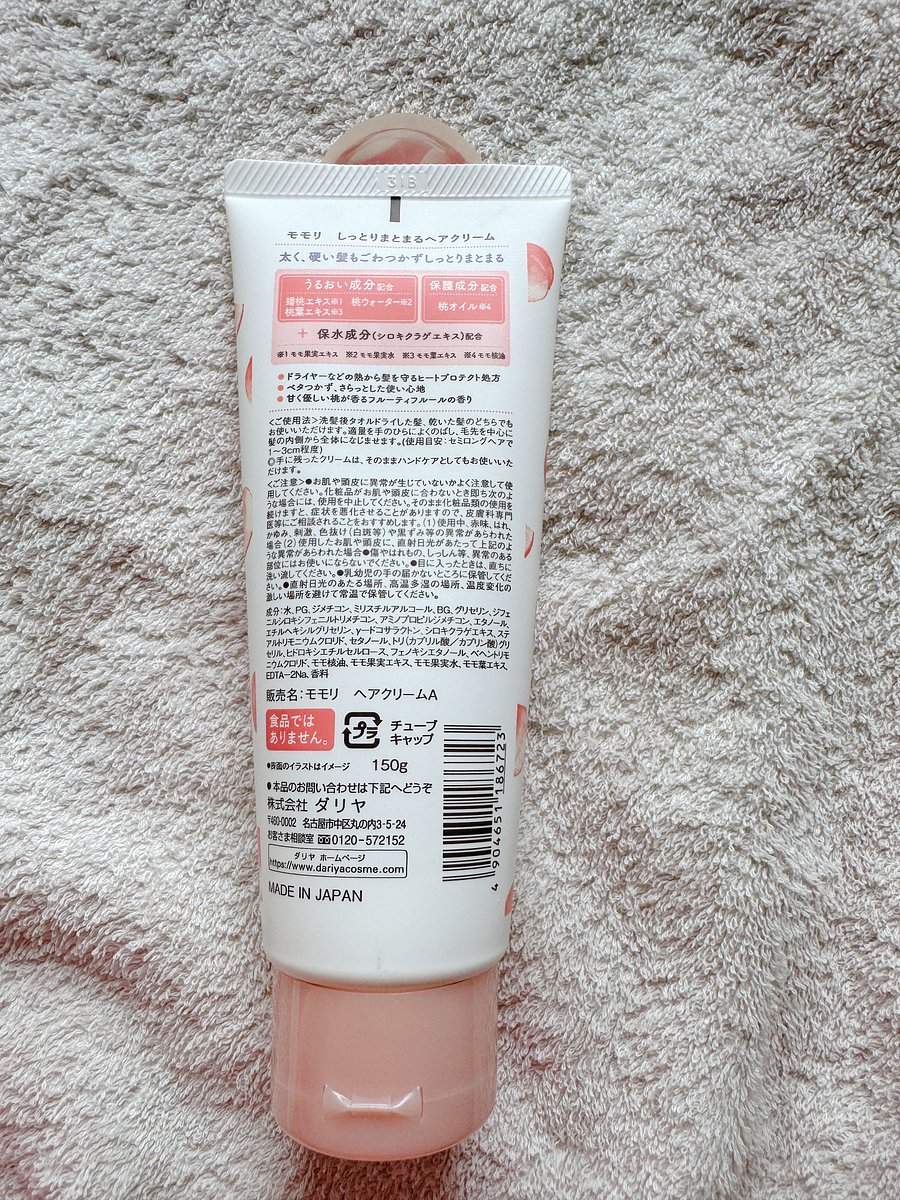 31B
モモリ しっとりまとまるヘアクリーム
太く、硬い髪もごわつかずしっとりまとまる
うるおい成分配合
蟠桃エキス※1 桃ウォーター※2
桃葉エキス※3
保護成分配合
桃オイル※4
+ 保水成分(シロキクラゲエキス)配合
※1 モモ果実エキス ※2 モモ果実水 ※3 モモ葉エキス ※4 モモ核油
●ドライヤーなどの熱から髪を守るヒートプロテクト処方
●ベタつかず、さらっとした使い心地
●甘く優しい桃が香るフルーティフルールの香り
<ご使用法>洗髪後タオルドライした髪、乾いた髪のどちらでも
お使いいただけます。適量を手のひらによくのばし、毛先を中心に
髪の内側から全体になじませます。(使用目安:セミロングヘアで
1〜3cm程度)
◎手に残ったクリームは、そのままハンドケアとしてもお使いいた
だけます。
<ご注意>●お肌や頭皮に異常が生じていないかよく注意して使
用してください。化粧品がお肌や頭皮に合わないとき即ち次のよ
うな場合には、使用を中止してください。そのまま化粧品類の使用を
続けますと、症状を悪化させることがありますので、皮膚科専門
医等にご相談されることをおすすめします。(1)使用中、赤味、はれ、
かゆみ、刺激、色抜け(白斑等)や黒ずみ等の異常があらわれた
場合(2)使用したお肌や頭皮に、直射日光があたって上記のよ
うな異常があらわれた場合●傷やはれもの、しっしん等、異常のある
部位にはお使いにならないでください。●目に入ったときは、直ちに
洗い流してください。●乳幼児の手の届かないところに保管してくだ
さい。●直射日光のあたる場所、高温多湿の場所、温度変化の
激しい場所を避けて常温で保管してください。
成分:水、PG、ジメチコン、ミリスチルアルコール、BG、グリセリン、ジフェ
ニルシロキシフェニルトリメチコン、アミノプロピルジメチコン、エタノール、
エチルヘキシルグリセリン、γードコサラクトン、シロキクラゲエキス、ステ
アルトリモニウムクロリド、セタノール、トリ(カプリル酸/カプリン酸)グリ
セリル、ヒドロキシエチルセルロース、フェノキシエタノール、ベヘントリモ
ニウムクロリド、モモ核油、モモ果実エキス、モモ果実水、モモ葉エキス、
EDTA-2Na、香料
販売名:モモリ ヘアクリームA
食品では
ありません。
プラ
チューブ
キャップ
●背面のイラストはイメージ 150g
●本品のお問い合わせは下記へどうぞ
株式会社 ダリヤ
〒460-0002 名古屋市中区丸の内3-5-24
お客さま相談室 0120-572152
ダリヤ ホームページ
https://www.dariyacosme.com
MADE IN JAPAN
4 904651 186723